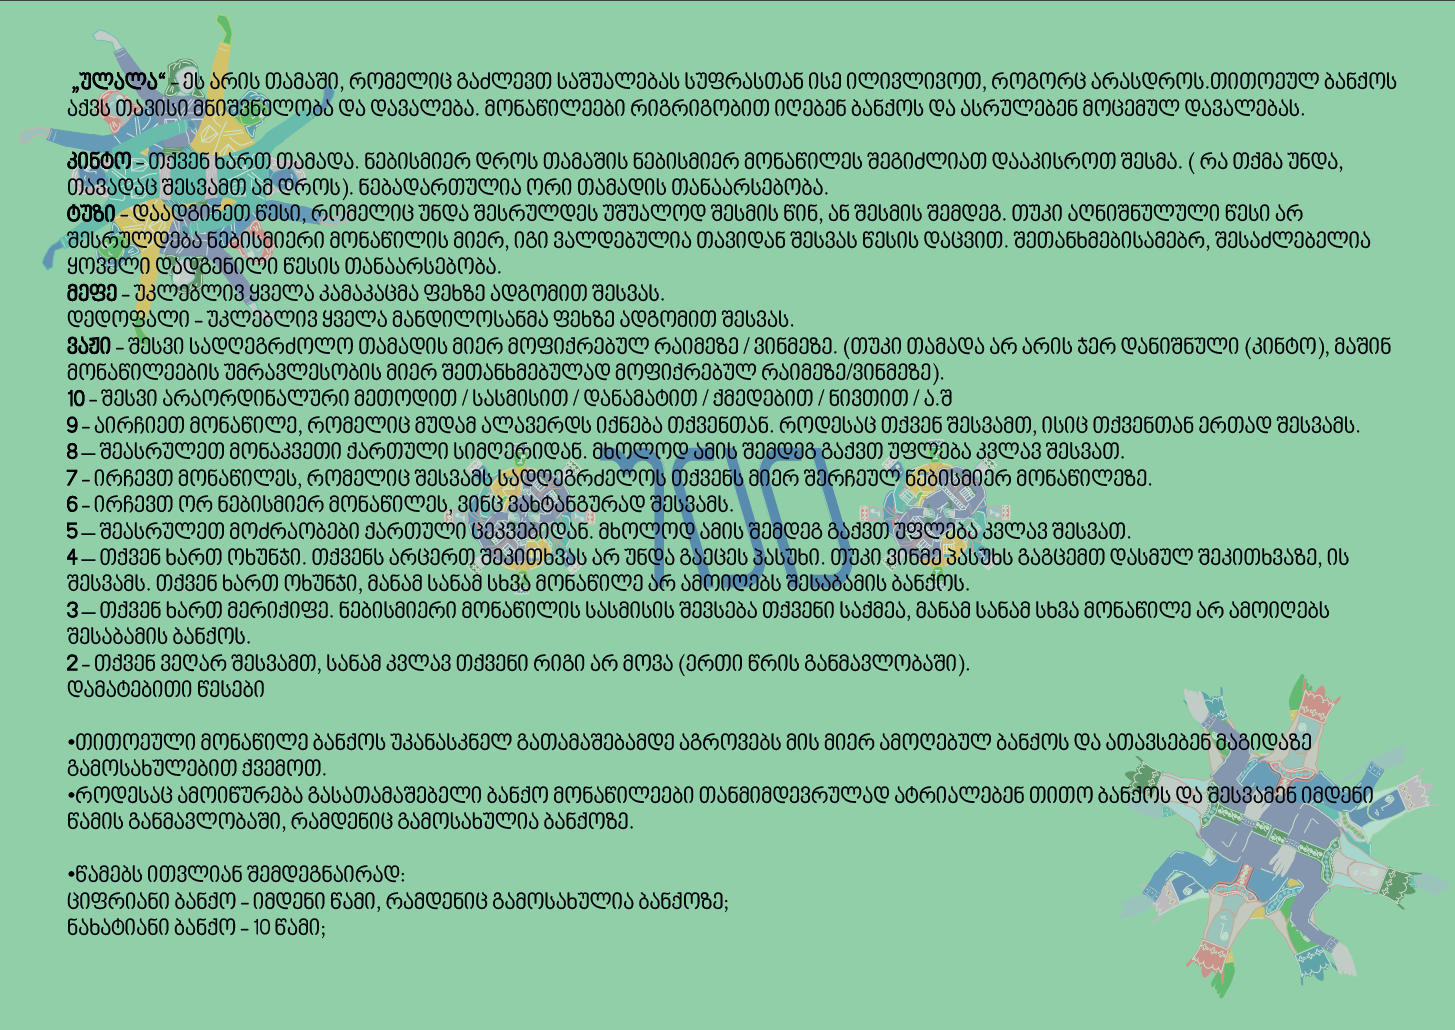 „ულალა“ – ეს არის თამაში, რომელიც გაძლევთ საშუალებას სუფრასთან ისე ილივლივოთ, როგორც არასდროს.თითოეულ ბანქოს
აქვს თავისი მნიშვნელობა და დავალება. მონაწილეები რიგრიგობით იღებენ ბანქოს და ასრულებენ მოცემულ დავალებას.
კინტო – თქვენ ხართ თამადა. ნებისმიერ დროს თამაშის ნებისმიერ მონაწილეს შეგიძლიათ დააკისროთ შესმა. ( რა თქმა უნდა,
თავადაც შესვამთ ამ დროს). ნებადართულია ორი თამადის თანაარსებობა.
ტუზი – დაადგინეთ წესი, რომელიც უნდა შესრულდეს უშუალოდ შესმის წინ, ან შესმის შემდეგ. თუკი აღნიშნულული წესი არ
შესრულდება ნებისმიერი მონაწილის მიერ, იგი ვალდებულია თავიდან შესვას წესის დაცვით. შეთანხმებისამებრ, შესაძლებელია
ყოველი დადგენილი წესის თანაარსებობა.
მეფე – უკლებლივ ყველა კამაკაცმა ფეხზე ადგომით შესვას.
დედოფალი – უკლებლივ ყველა მანდილოსანმა ფეხზე ადგომით შესვას.
ვაჟი – შესვი სადღეგრძოლო თამადის მიერ მოფიქრებულ რაიმეზე / ვინმეზე. (თუკი თამადა არ არის ჯერ დანიშნული (კინტო), მაშინ
მონაწილეების უმრავლესობის მიერ შეთანხმებულად მოფიქრებულ რაიმეზე/ვინმეზე).
10 – შესვი არაორდინალური მეთოდით / სასმისით / დანამატით / ქმედებით / ნივთით / ა.შ
9 – აირჩიეთ მონაწილე, რომელიც მუდამ ალავერდს იქნება თქვენთან. როდესაც თქვენ შესვამთ, ისიც თქვენთან ერთად შესვამს.
8 — შეასრულეთ მონაკვეთი ქართული სიმღერიდან. მხოლოდ ამის შემდეგ გაქვთ უფლება კვლავ შესვათ.
7 – ირჩევთ მონაწილეს, რომელიც შესვამს სადღეგრძელოს თქვენს მიერ შერჩეულ ნებისმიერ მონაწილეზე.
6 – ირჩევთ ორ ნებისმიერ მონაწილეს, ვინც ვახტანგურად შესვამს.
5 — შეასრულეთ მოძრაობები ქართული ცეკვებიდან. მხოლოდ ამის შემდეგ გაქვთ უფლება კვლავ შესვათ.
4 — თქვენ ხართ ოხუნჯი. თქვენს არცერთ შეკითხვას არ უნდა გაეცეს პასუხი. თუკი ვინმე პასუხს გაგცემთ დასმულ შეკითხვაზე, ის
შესვამს. თქვენ ხართ ოხუნჯი, მანამ სანამ სხვა მონაწილე არ ამოიღებს შესაბამის ბანქოს.
3 — თქვენ ხართ მერიქიფე. ნებისმიერი მონაწილის სასმისის შევსება თქვენი საქმეა, მანამ სანამ სხვა მონაწილე არ ამოიღებს
შესაბამის ბანქოს.
2 – თქვენ ვეღარ შესვამთ, სანამ კვლავ თქვენი რიგი არ მოვა (ერთი წრის განმავლობაში).
დამატებითი წესები
•თითოეული მონაწილე ბანქოს უკანასკნელ გათამაშებამდე აგროვებს მის მიერ ამოღებულ ბანქოს და ათავსებენ მაგიდაზე
გამოსახულებით ქვემოთ.
•როდესაც ამოიწურება გასათამაშებელი ბანქო მონაწილეები თანმიმდევრულად ატრიალებენ თითო ბანქოს და შესვამენ იმდენი
წამის განმავლობაში, რამდენიც გამოსახულია ბანქოზე.
•წამებს ითვლიან შემდეგნაირად:
ციფრიანი ბანქო – იმდენი წამი, რამდენიც გამოსახულია ბანქოზე;
ნახატიანი ბანქო – 10 წამი;